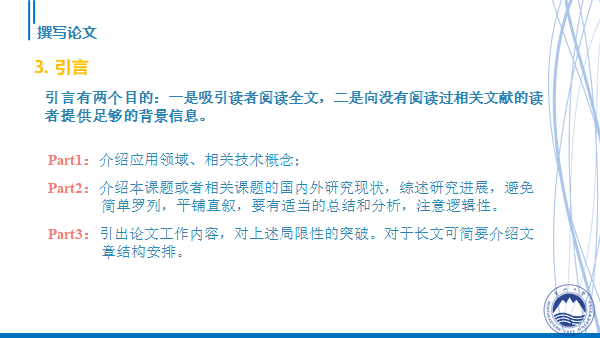 撰写论文
3. 引言
引言有两个目的：一是吸引读者阅读全文，二是向没有阅读过相关文献的读
者提供足够的背景信息。
Part1：介绍应用领域、相关技术概念；
Part2：介绍本课题或者相关课题的国内外研究现状，综述研究进展，避免
简单罗列，平铺直叙，要有适当的总结和分析，注意逻辑性。
Part3：引出论文工作内容，对上述局限性的突破。对于长文可简要介绍文
章结构安排。